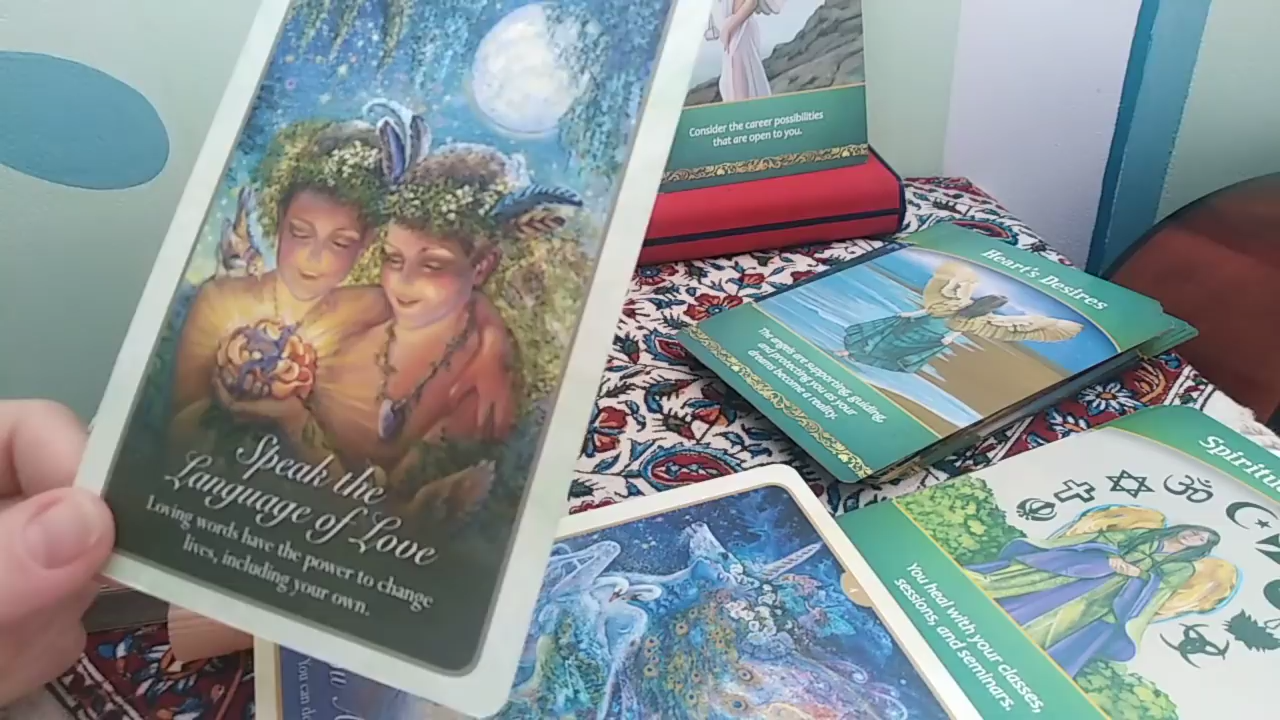 Speak the
Language of Love
Loving words have the power to change
lives, including your own.
Consider the career possibilities
that are open to you.
Heart's Desires
The angels are supporting, guiding,
and protecting you as your
dreams become a reality.
You heal with your classes,
sessions, and seminars.
You can